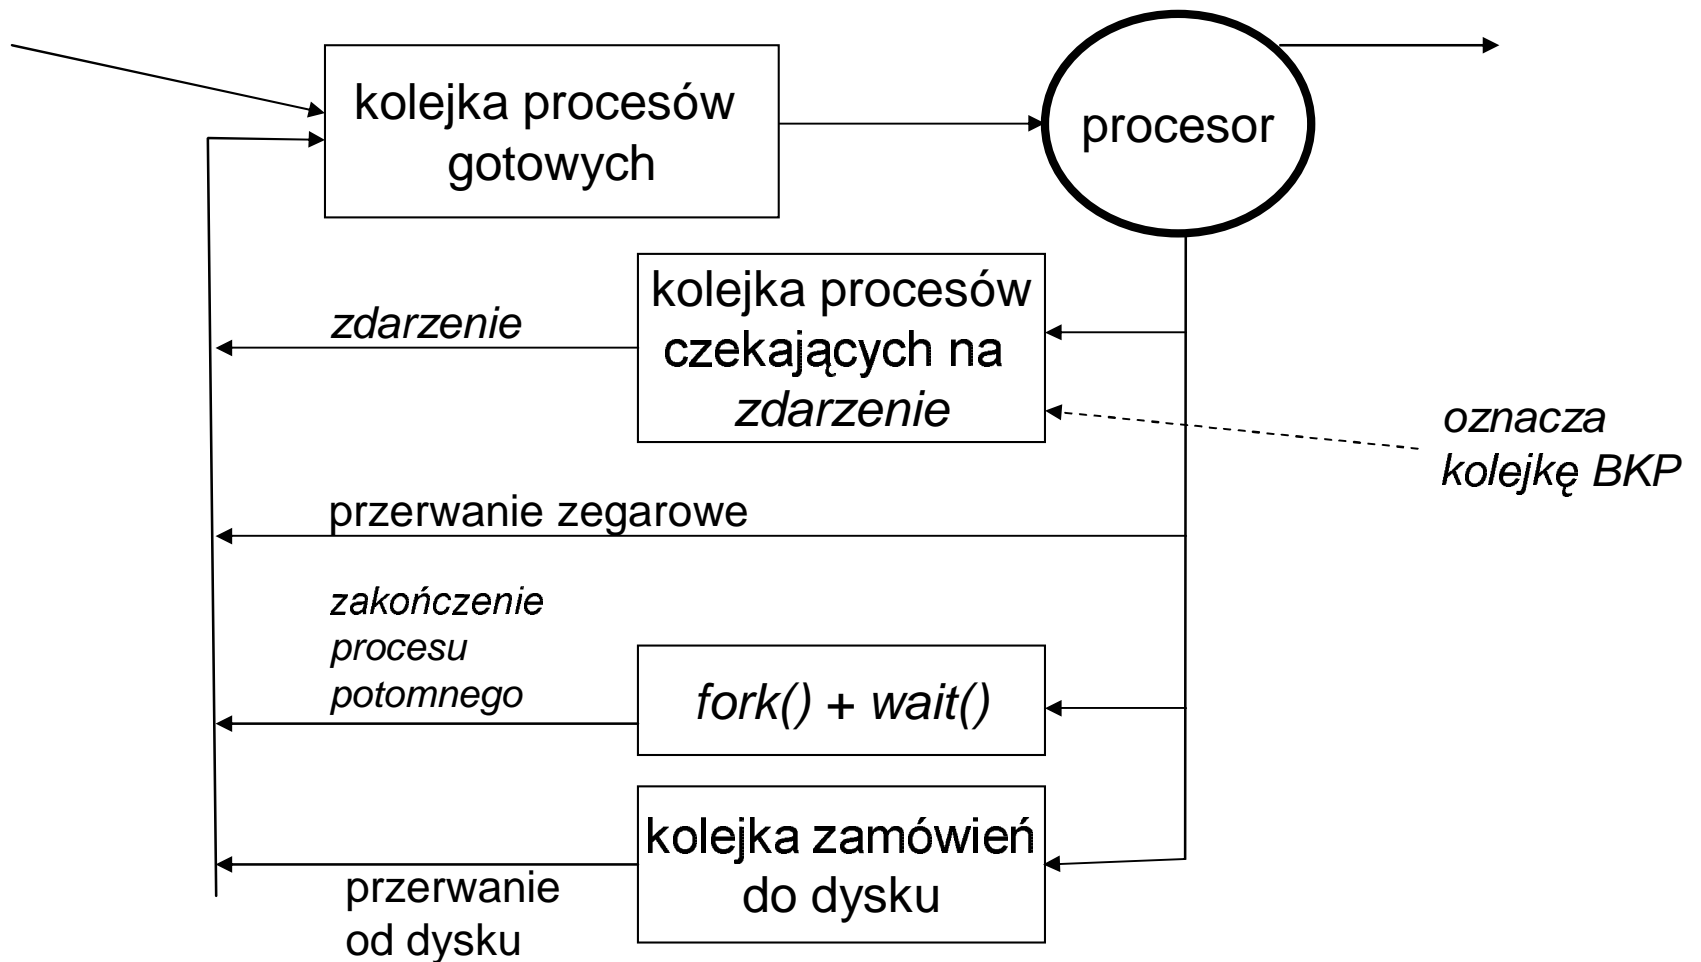 kolejka procesów
gotowych
procesor
kolejka procesów
czekających na
zdarzenie
zdarzenie
oznacza
kolejkę BKP
przerwanie zegarowe
zakończenie
procesu
potomnego
fork() + wait()
kolejka zamówień
do dysku
przerwanie
od dysku